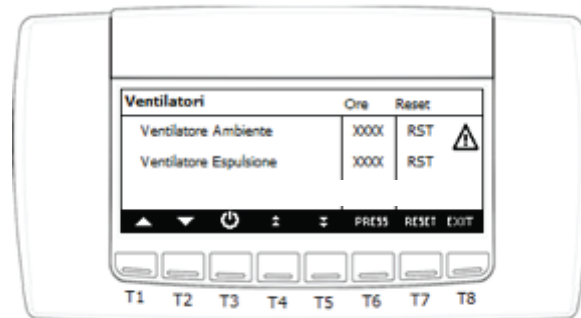 Ventilatori Ore Reset
Ventilatore Ambiente XXXX RST
Ventilatore Espulsione XXXX RST
PRESS RESET EXIT
T1 T2 T3 T4 T5 T6 T7 T8